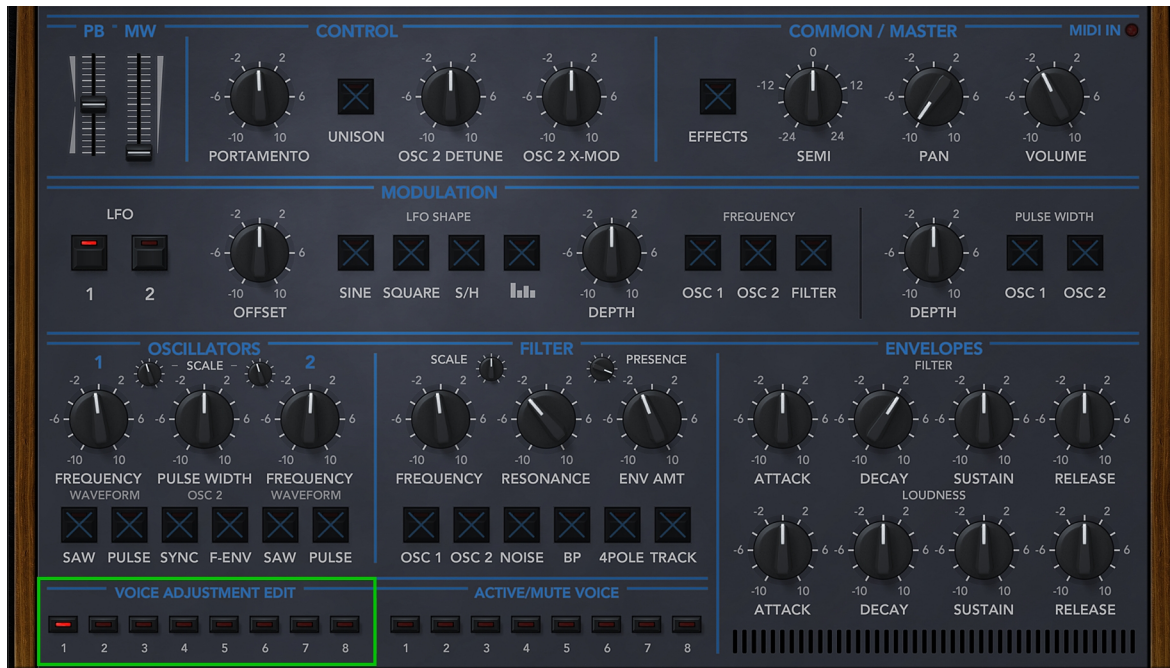 PB MW CONTROL COMMON / MASTER MIDI IN
-2 2 -2 2 -2 2 0 -2 2 -2 2
-6 6 -6 6 -6 6 -12 12 -6 6 -6 6
-10 10 UNISON -10 10 -10 10 EFFECTS -24 24 -10 10 -10 10
PORTAMENTO OSC 2 DETUNE OSC 2 X-MOD SEMI PAN VOLUME
MODULATION
LFO LFO SHAPE FREQUENCY PULSE WIDTH
-2 2 -2 2 -2 2
-6 6 -6 6 -6 6
1 2 -10 10 SINE SQUARE S/H -10 10 OSC 1 OSC 2 FILTER -10 10 OSC 1 OSC 2
OFFSET DEPTH DEPTH
OSCILLATORS FILTER ENVELOPES
1 - SCALE - 2 SCALE PRESENCE FILTER
-2 2 -2 2 -2 2 -2 2 -2 2 -2 2 -2 2 -2 2 -2 2 -2 2
-6 6 -6 6 -6 6 -6 6 -6 6 -6 6 -6 6 -6 6 -6 6 -6 6
-10 10 -10 10 -10 10 -10 10 -10 10 -10 10 -10 10 -10 10 -10 10 -10 10
FREQUENCY PULSE WIDTH FREQUENCY FREQUENCY RESONANCE ENV AMT ATTACK DECAY SUSTAIN RELEASE
WAVEFORM OSC 2 WAVEFORM LOUDNESS
-2 2 -2 2 -2 2 -2 2
-6 6 -6 6 -6 6 -6 6
SAW PULSE SYNC F-ENV SAW PULSE OSC 1 OSC 2 NOISE BP 4POLE TRACK
-10 10 -10 10 -10 10 -10 10
ATTACK DECAY SUSTAIN RELEASE
VOICE ADJUSTMENT EDIT ACTIVE/MUTE VOICE
1 2 3 4 5 6 7 8 1 2 3 4 5 6 7 8